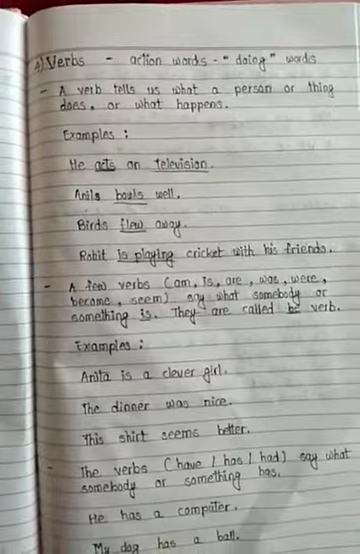 4) Verbs - action words - "doing" words
- A verb tells us what a person or thing
does, or what happens.
Examples :
He acts on television.
Anila bowls well.
Birds flew away.
Rohit is playing cricket with his friends.
- A few verbs (am, is, are, was, were,
become, seem) say what somebody or
something is. They are called be verb.
Examples :
Anita is a clever girl.
The dinner was nice.
This shirt seems better.
- The verbs (have / has / had) say what
somebody or something has.
He has a computer.
My dog has a ball.